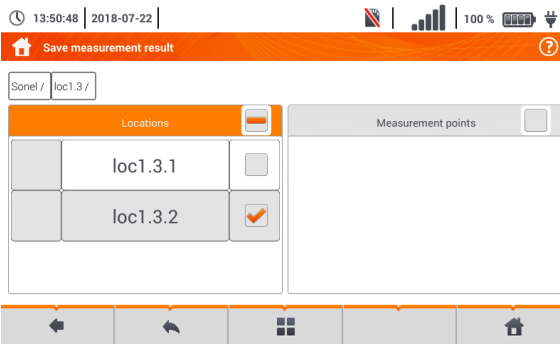 13:50:48 2018-07-22 100 %
Save measurement result
Sonel / loc1.3 /
Locations
Measurement points
loc1.3.1
loc1.3.2